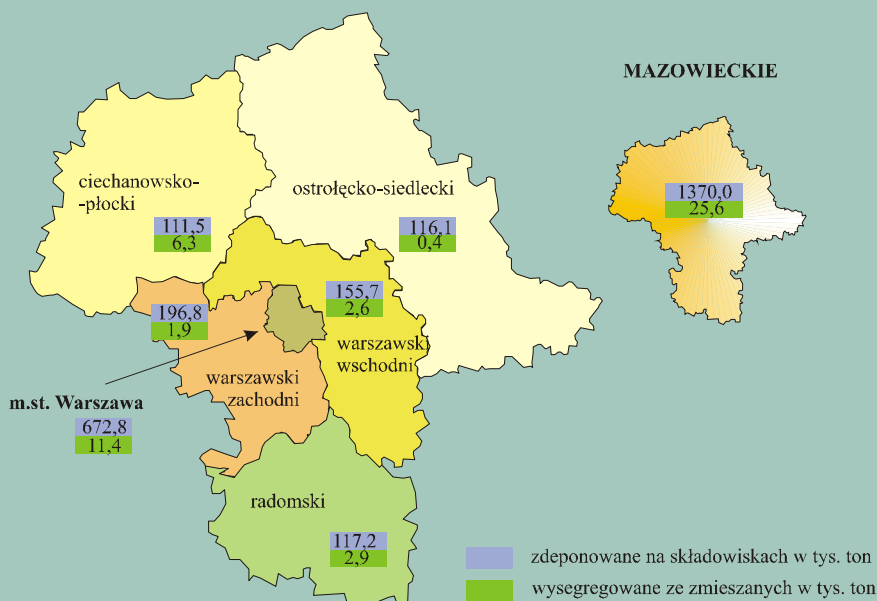 MAZOWIECKIE
1370,0
25,6
ciechanowsko-
-płocki
111,5
6,3
ostrołęcko-siedlecki
116,1
0,4
155,7
2,6
warszawski
wschodni
196,8
1,9
warszawski
zachodni
m.st. Warszawa
672,8
11,4
radomski
117,2
2,9
zdeponowane na składowiskach w tys. ton
wysegregowane ze zmieszanych w tys. ton